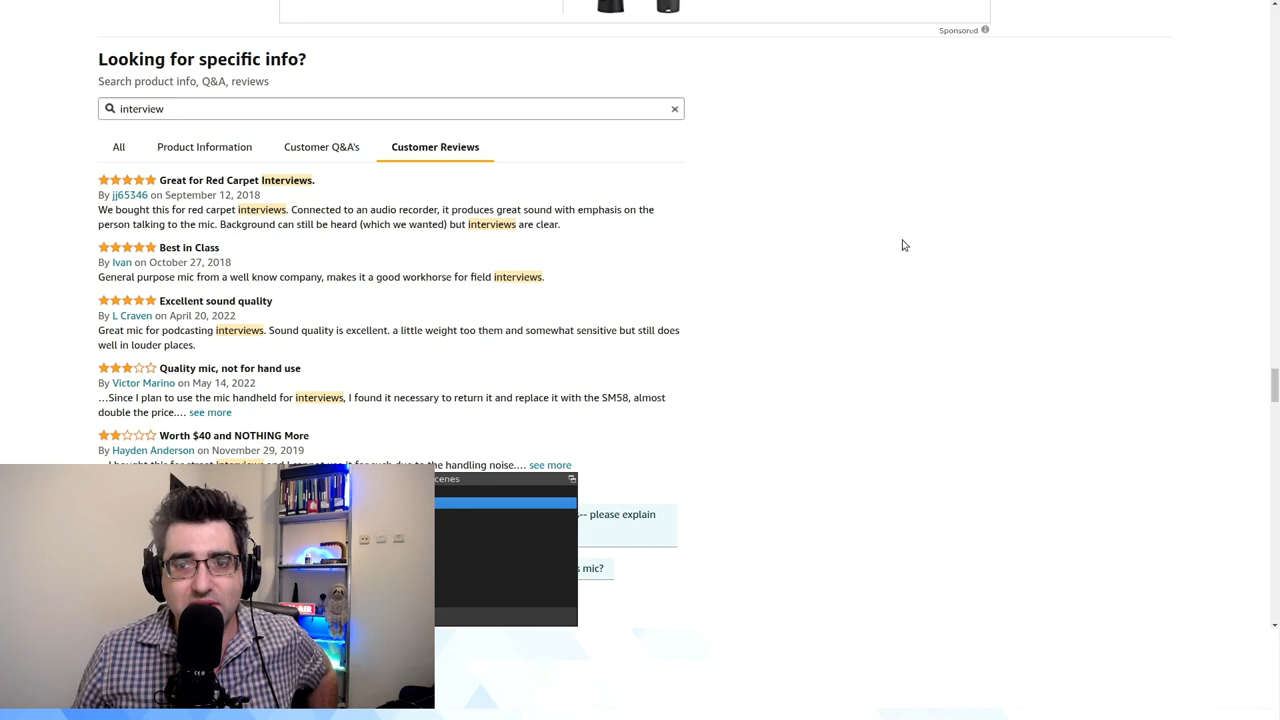 Sponsored
Looking for specific info?
Search product info, Q&A, reviews
interview
All Product Information Customer Q&A's Customer Reviews
Great for Red Carpet Interviews.
By jj65346 on September 12, 2018
We bought this for red carpet interviews. Connected to an audio recorder, it produces great sound with emphasis on the
person talking to the mic. Background can still be heard (which we wanted) but interviews are clear.
Best in Class
By Ivan on October 27, 2018
General purpose mic from a well know company, makes it a good workhorse for field interviews.
Excellent sound quality
By L Craven on April 20, 2022
Great mic for podcasting interviews. Sound quality is excellent. a little weight too them and somewhat sensitive but still does
well in louder places.
Quality mic, not for hand use
By Victor Marino on May 14, 2022
...Since I plan to use the mic handheld for interviews, I found it necessary to return it and replace it with the SM58, almost
double the price.... see more
Worth $40 and NOTHING More
By Hayden Anderson on November 29, 2019
the handling noise.... see more
cenes
-- please explain
mic?